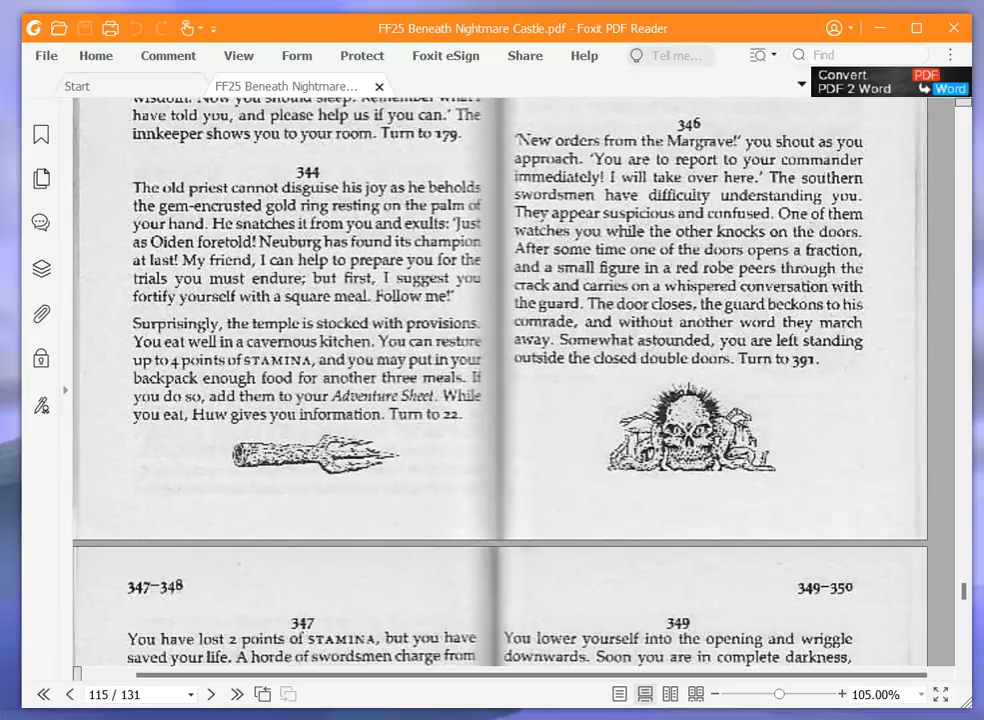 FF25 Beneath Nightmare Castle.pdf - Foxit PDF Reader
File Home Comment View Form Protect Foxit eSign Share Help Tell me... Find
Start FF25 Beneath Nightmare...
Convert PDF
PDF 2 Word Word
wisdom. Now you should sleep. Remember what I
have told you, and please help us if you can.' The
innkeeper shows you to your room. Turn to 179.
344
The old priest cannot disguise his joy as he beholds
the gem-encrusted gold ring resting on the palm of
your hand. He snatches it from you and exults: 'Just
as Oiden foretold! Neuburg has found its champion
at last! My friend, I can help to prepare you for the
trials you must endure; but first, I suggest you
fortify yourself with a square meal. Follow me!'
Surprisingly, the temple is stocked with provisions.
You eat well in a cavernous kitchen. You can restore
up to 4 points of STAMINA, and you may put in your
backpack enough food for another three meals. If
you do so, add them to your Adventure Sheet. While
you eat, Huw gives you information. Turn to 22.
346
'New orders from the Margrave!' you shout as you
approach. 'You are to report to your commander
immediately! I will take over here.' The southern
swordsmen have difficulty understanding you.
They appear suspicious and confused. One of them
watches you while the other knocks on the doors.
After some time one of the doors opens a fraction,
and a small figure in a red robe peers through the
crack and carries on a whispered conversation with
the guard. The door closes, the guard beckons to his
comrade, and without another word they march
away. Somewhat astounded, you are left standing
outside the closed double doors. Turn to 391.
347-348
347
You have lost 2 points of STAMINA, but you have
saved your life. A horde of swordsmen charge from
349-350
349
You lower yourself into the opening and wriggle
downwards. Soon you are in complete darkness,
115 / 131
105.00%